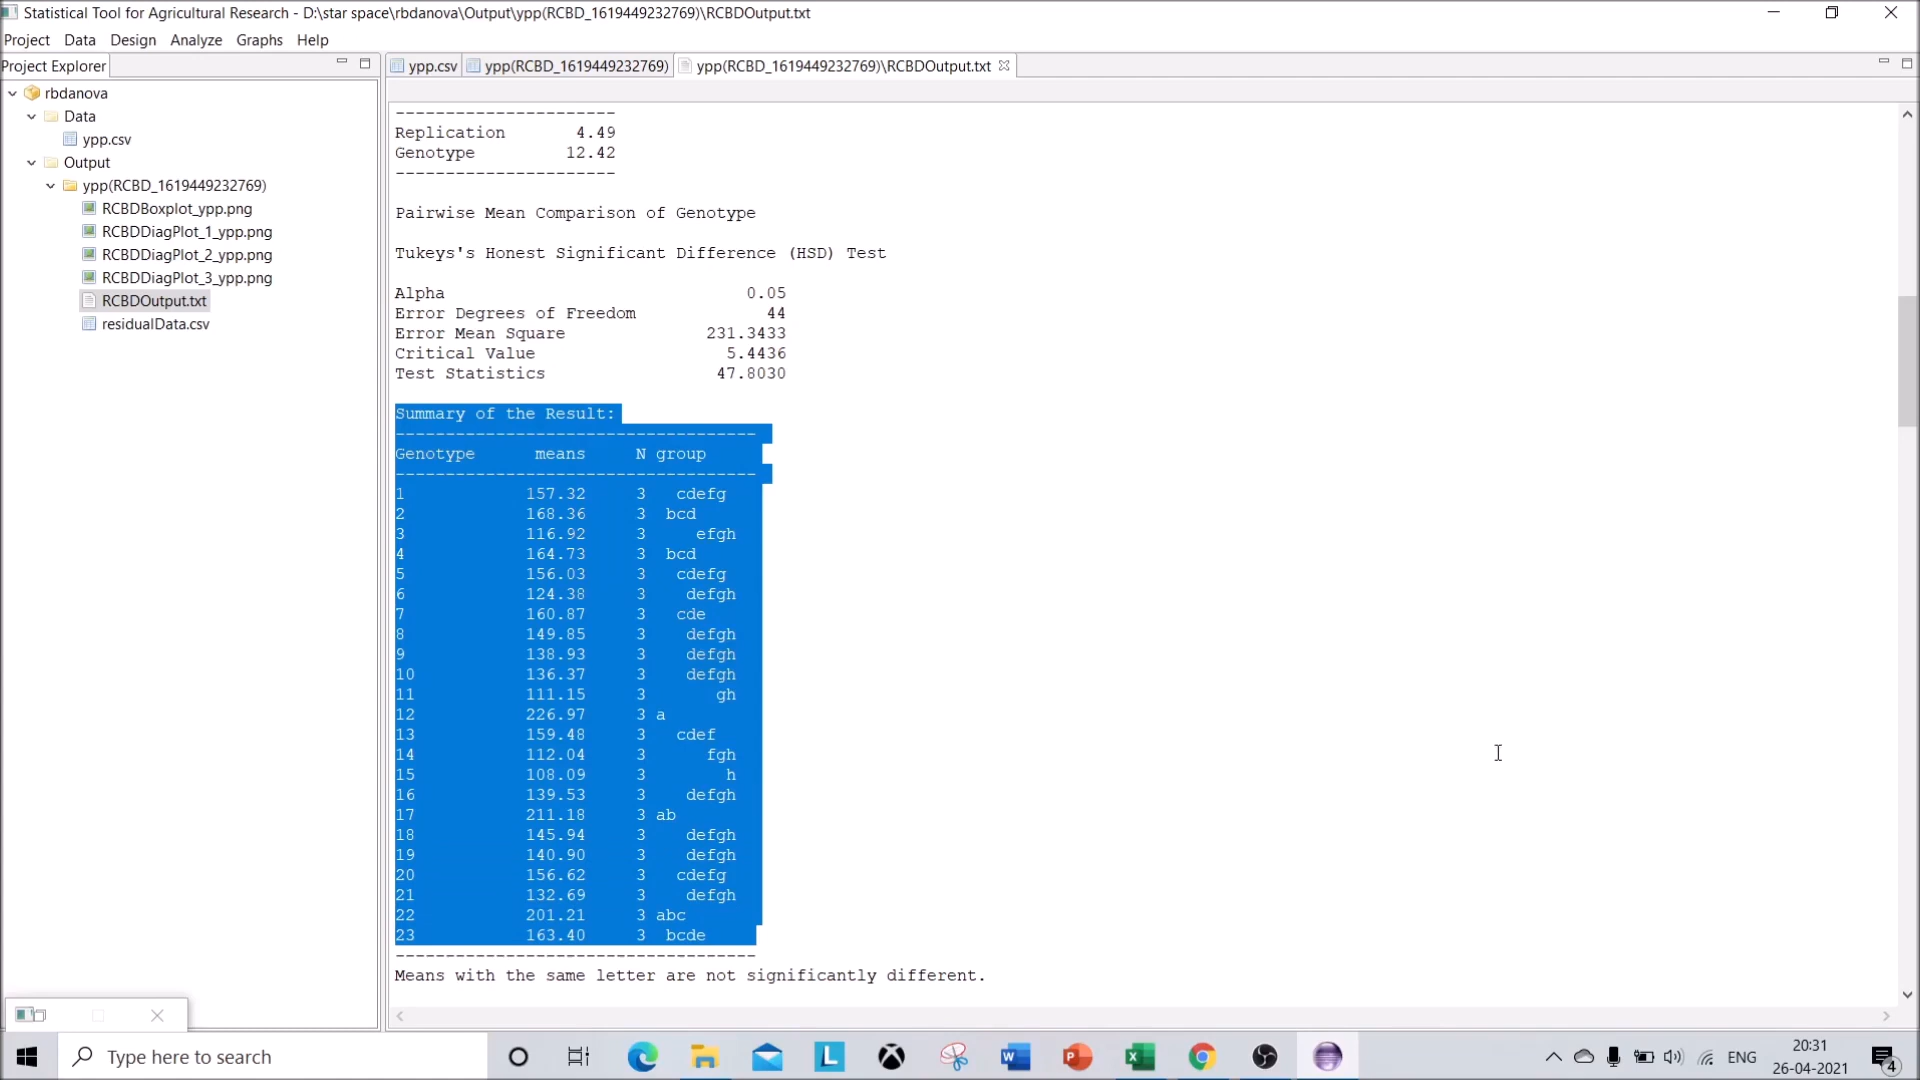 Statistical Tool for Agricultural Research - D:\star space\rbdanova\Output\ypp(RCBD_1619449232769)\RCBDOutput.txt
Project Data Design Analyze Graphs Help
Project Explorer
rbdanova
Data
ypp.csv
Output
ypp(RCBD_1619449232769)
RCBDBoxplot_ypp.png
RCBDDiagPlot_1_ypp.png
RCBDDiagPlot_2_ypp.png
RCBDDiagPlot_3_ypp.png
RCBDOutput.txt
residualData.csv
ypp.csv ypp(RCBD_1619449232769) ypp(RCBD_1619449232769)\RCBDOutput.txt
----------------------
Replication 4.49
Genotype 12.42
----------------------
Pairwise Mean Comparison of Genotype
Tukeys's Honest Significant Difference (HSD) Test
Alpha 0.05
Error Degrees of Freedom 44
Error Mean Square 231.3433
Critical Value 5.4436
Test Statistics 47.8030
Summary of the Result:
------------------------------------
Genotype means N group
------------------------------------
1 157.32 3 cdefg
2 168.36 3 bcd
3 116.92 3 efgh
4 164.73 3 bcd
5 156.03 3 cdefg
6 124.38 3 defgh
7 160.87 3 cde
8 149.85 3 defgh
9 138.93 3 defgh
10 136.37 3 defgh
11 111.15 3 gh
12 226.97 3 a
13 159.48 3 cdef
14 112.04 3 fgh
15 108.09 3 h
16 139.53 3 defgh
17 211.18 3 ab
18 145.94 3 defgh
19 140.90 3 defgh
20 156.62 3 cdefg
21 132.69 3 defgh
22 201.21 3 abc
23 163.40 3 bcde
------------------------------------
Means with the same letter are not significantly different.
Type here to search
L
W
P
X
ENG
20:31
26-04-2021
4